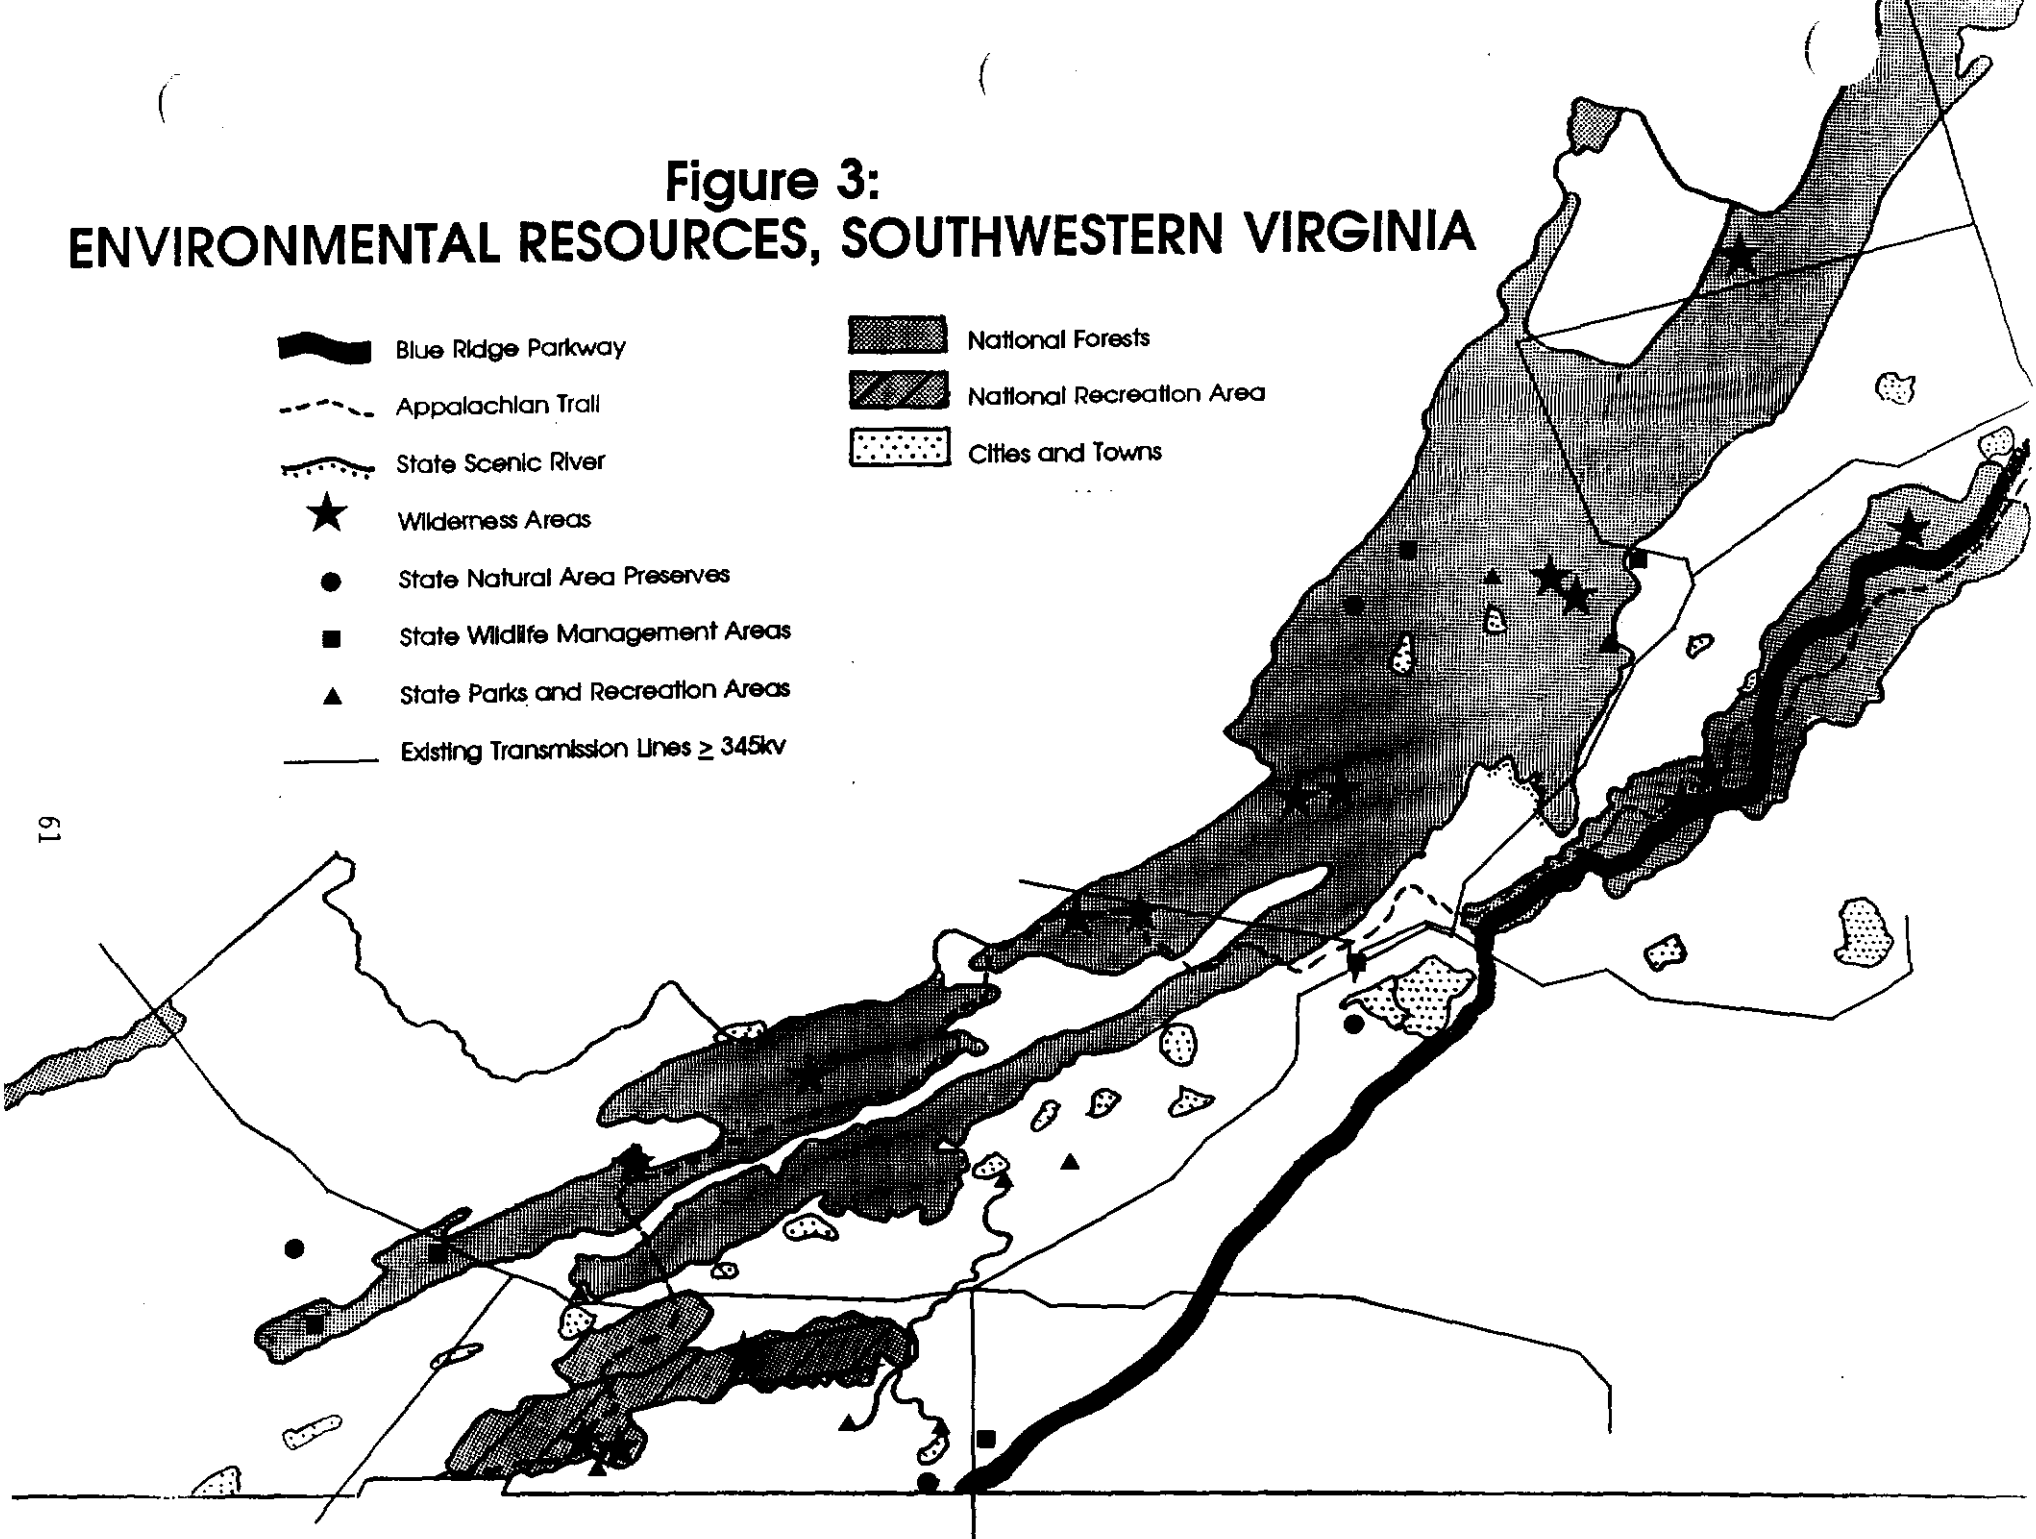 Figure 3:
ENVIRONMENTAL RESOURCES, SOUTHWESTERN VIRGINIA
Blue Ridge Parkway
Appalachian Trail
State Scenic River
Wilderness Areas
State Natural Area Preserves
State Wildlife Management Areas
State Parks and Recreation Areas
Existing Transmission Lines ≥ 345kv
National Forests
National Recreation Area
Cities and Towns
61